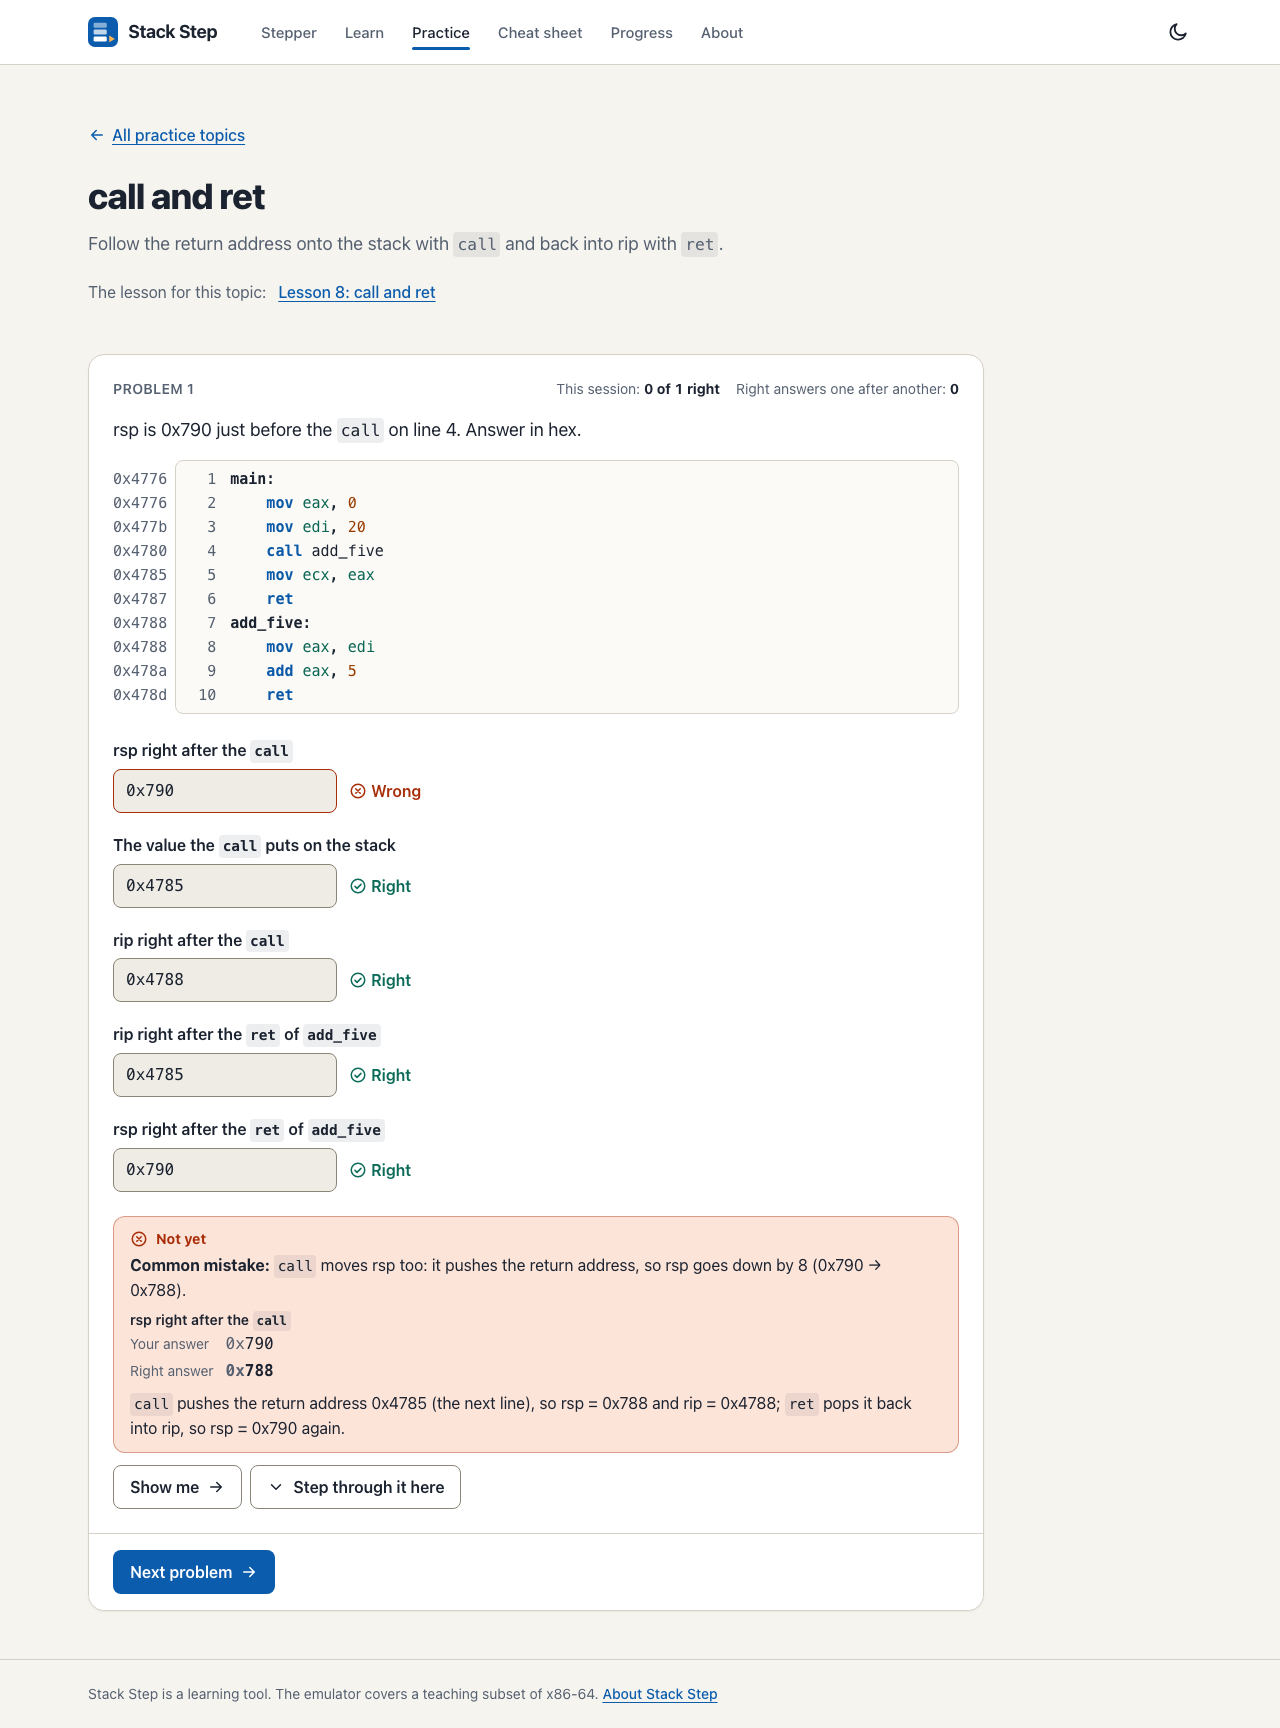 Stack Step
Stepper
Learn
Practice
Cheat sheet
Progress
About
← All practice topics
call and ret
Follow the return address onto the stack with call and back into rip with ret.
The lesson for this topic: Lesson 8: call and ret
PROBLEM 1
This session: 0 of 1 right
Right answers one after another: 0
rsp is 0x790 just before the call on line 4. Answer in hex.
0x4776 1 main:
0x4776 2 mov eax, 0
0x477b 3 mov edi, 20
0x4780 4 call add_five
0x4785 5 mov ecx, eax
0x4787 6 ret
0x4788 7 add_five:
0x4788 8 mov eax, edi
0x478a 9 add eax, 5
0x478d 10 ret
rsp right after the call
0x790 Wrong
The value the call puts on the stack
0x4785 Right
rip right after the call
0x4788 Right
rip right after the ret of add_five
0x4785 Right
rsp right after the ret of add_five
0x790 Right
Not yet
Common mistake: call moves rsp too: it pushes the return address, so rsp goes down by 8 (0x790 →
0x788).
rsp right after the call
Your answer 0x790
Right answer 0x788
call pushes the return address 0x4785 (the next line), so rsp = 0x788 and rip = 0x4788; ret pops it back
into rip, so rsp = 0x790 again.
Show me →
Step through it here
Next problem →
Stack Step is a learning tool. The emulator covers a teaching subset of x86-64. About Stack Step